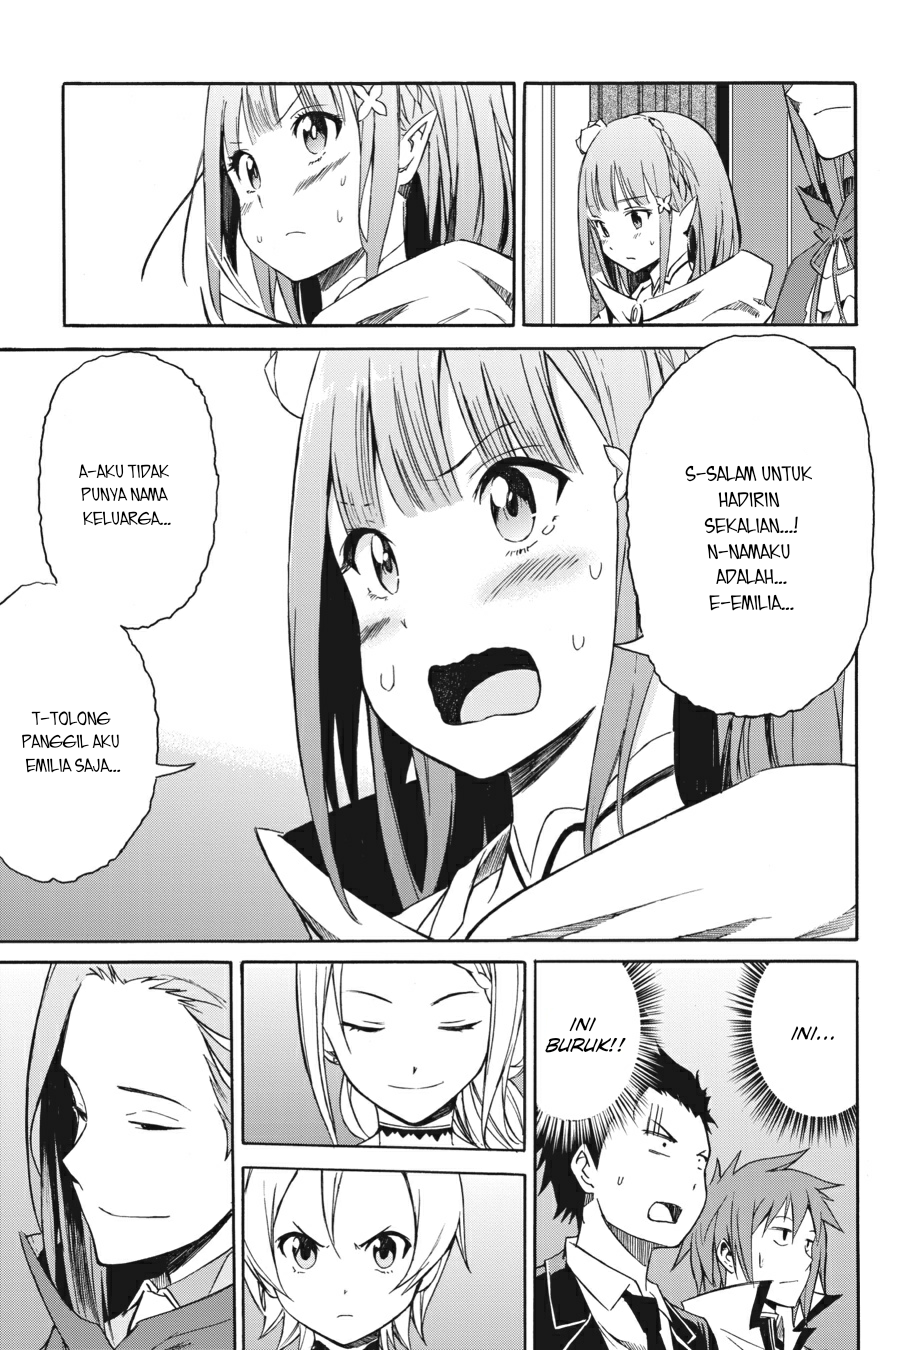 S-SALAM UNTUK
HADIRIN
SEKALIAN...!
N-NAMAKU
ADALAH...
E-EMILIA...
A-AKU TIDAK
PUNYA NAMA
KELUARGA...
T-TOLONG
PANGGIL AKU
EMILIA SAJA...
INI...
INI
BURUK!!